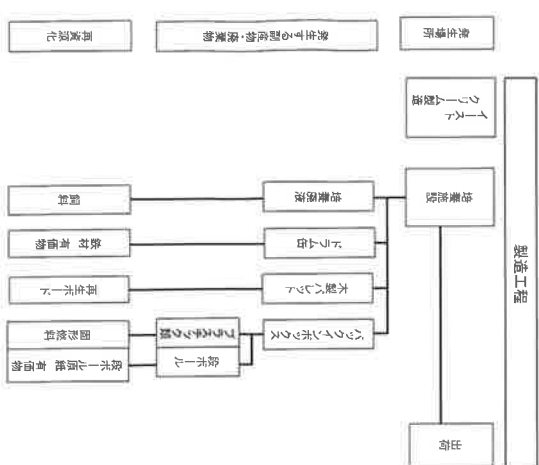 製造工程
発生場所
発生する副産物・廃棄物
再資源化
イースト
クリーム製造
培養施設
培養廃液
飼料
ドラム缶
有価物
木製パレット
再生ボード
バックインボックス
プラスチック類
固形燃料
段ボール
段ボール原紙 有価物
出荷